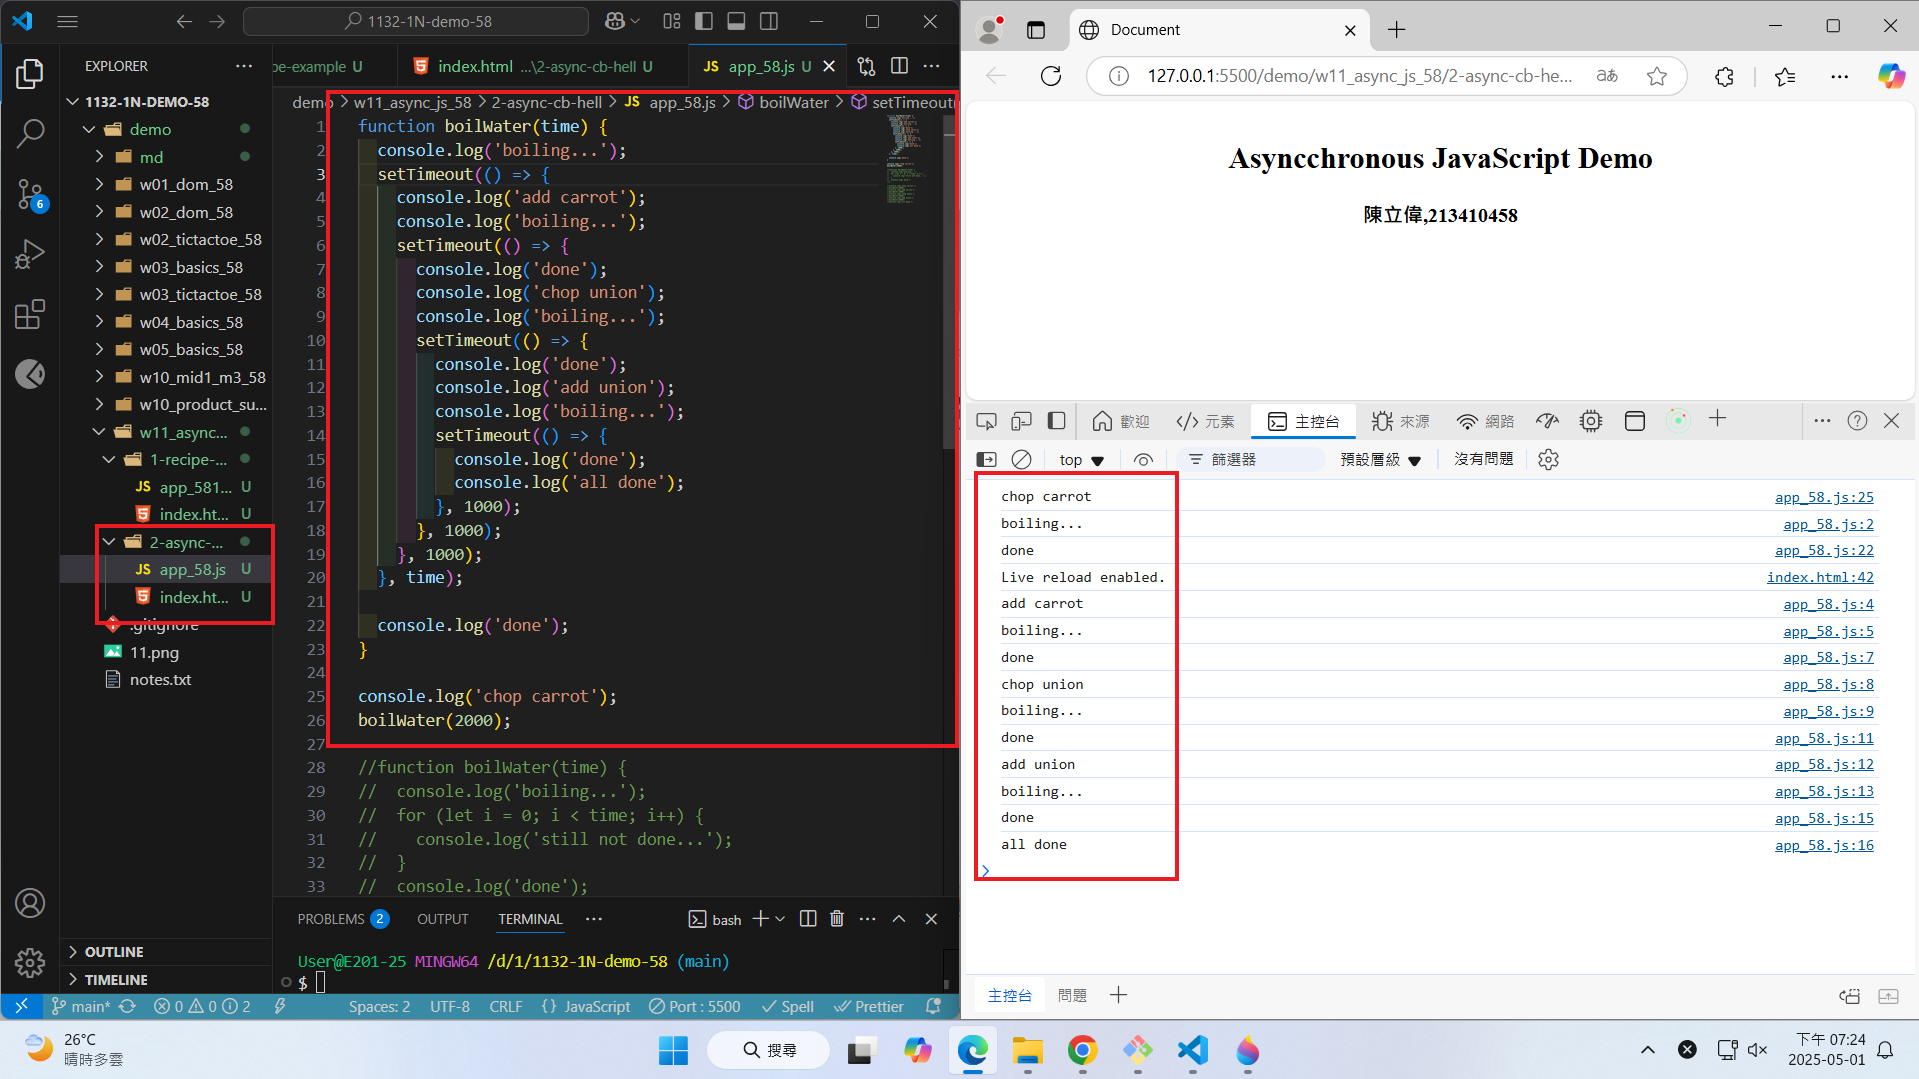 1132-1N-demo-58
EXPLORER
pe-example U
index.html ...\2-async-cb-hell U
JS app_58.js U
1132-1N-DEMO-58
demo
md
w01_dom_58
w02_dom_58
w02_tictactoe_58
w03_basics_58
w03_tictactoe_58
w04_basics_58
w05_basics_58
w10_mid1_m3_58
w10_product_su...
w11_async...
1-recipe-...
JS app_581... U
index.ht... U
2-async-...
JS app_58.js U
index.ht... U
.gitignore
11.png
notes.txt
OUTLINE
TIMELINE
6
demo > w11_async_js_58 > 2-async-cb-hell > JS app_58.js > boilWater > setTimeout
1 function boilWater(time) {
2 console.log('boiling...');
3 setTimeout(() => {
4 console.log('add carrot');
5 console.log('boiling...');
6 setTimeout(() => {
7 console.log('done');
8 console.log('chop union');
9 console.log('boiling...');
10 setTimeout(() => {
11 console.log('done');
12 console.log('add union');
13 console.log('boiling...');
14 setTimeout(() => {
15 console.log('done');
16 console.log('all done');
17 }, 1000);
18 }, 1000);
19 }, 1000);
20 }, time);
21
22 console.log('done');
23 }
24
25 console.log('chop carrot');
26 boilWater(2000);
27
28 //function boilWater(time) {
29 // console.log('boiling...');
30 // for (let i = 0; i < time; i++) {
31 // console.log('still not done...');
32 // }
33 // console.log('done');
PROBLEMS 2 OUTPUT TERMINAL ... bash
User@E201-25 MINGW64 /d/1/1132-1N-demo-58 (main)
$
main* 0 0 2 Spaces: 2 UTF-8 CRLF {} JavaScript Port : 5500 Spell Prettier
Document
127.0.0.1:5500/demo/w11_async_js_58/2-async-cb-he...
Asyncchronous JavaScript Demo
陳立偉,213410458
歡迎 元素 主控台 來源 網路
top 篩選器 預設層級 沒有問題
chop carrot app_58.js:25
boiling... app_58.js:2
done app_58.js:22
Live reload enabled. index.html:42
add carrot app_58.js:4
boiling... app_58.js:5
done app_58.js:7
chop union app_58.js:8
boiling... app_58.js:9
done app_58.js:11
add union app_58.js:12
boiling... app_58.js:13
done app_58.js:15
all done app_58.js:16
主控台 問題
26°C
晴時多雲
搜尋
下午 07:24
2025-05-01